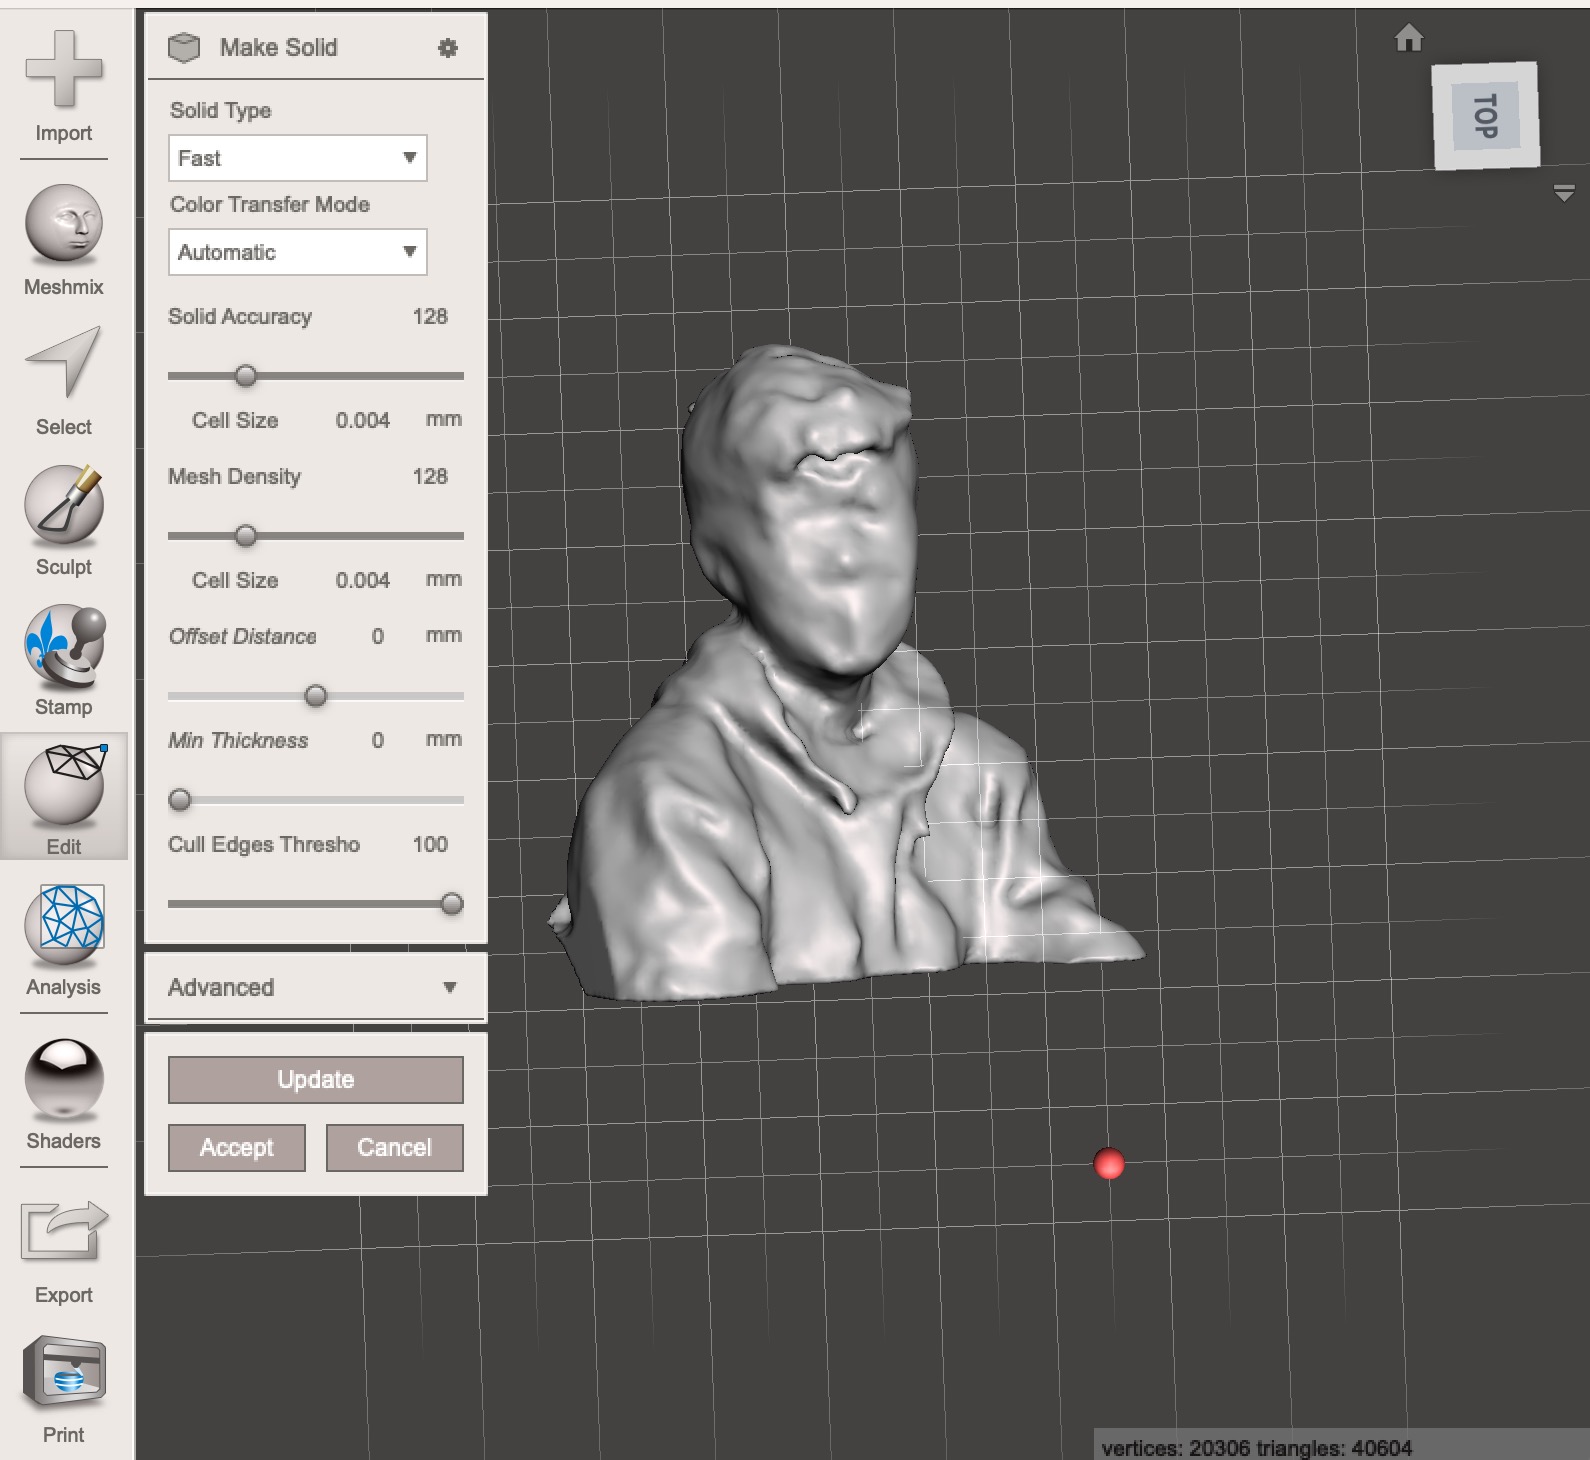 Import
Meshmix
Select
Sculpt
Stamp
Edit
Analysis
Shaders
Export
Print
Make Solid
Solid Type
Fast
Color Transfer Mode
Automatic
Solid Accuracy 128
Cell Size 0.004 mm
Mesh Density 128
Cell Size 0.004 mm
Offset Distance 0 mm
Min Thickness 0 mm
Cull Edges Thresho 100
Advanced
Update
Accept Cancel
TOP
vertices: 20306 triangles: 40604